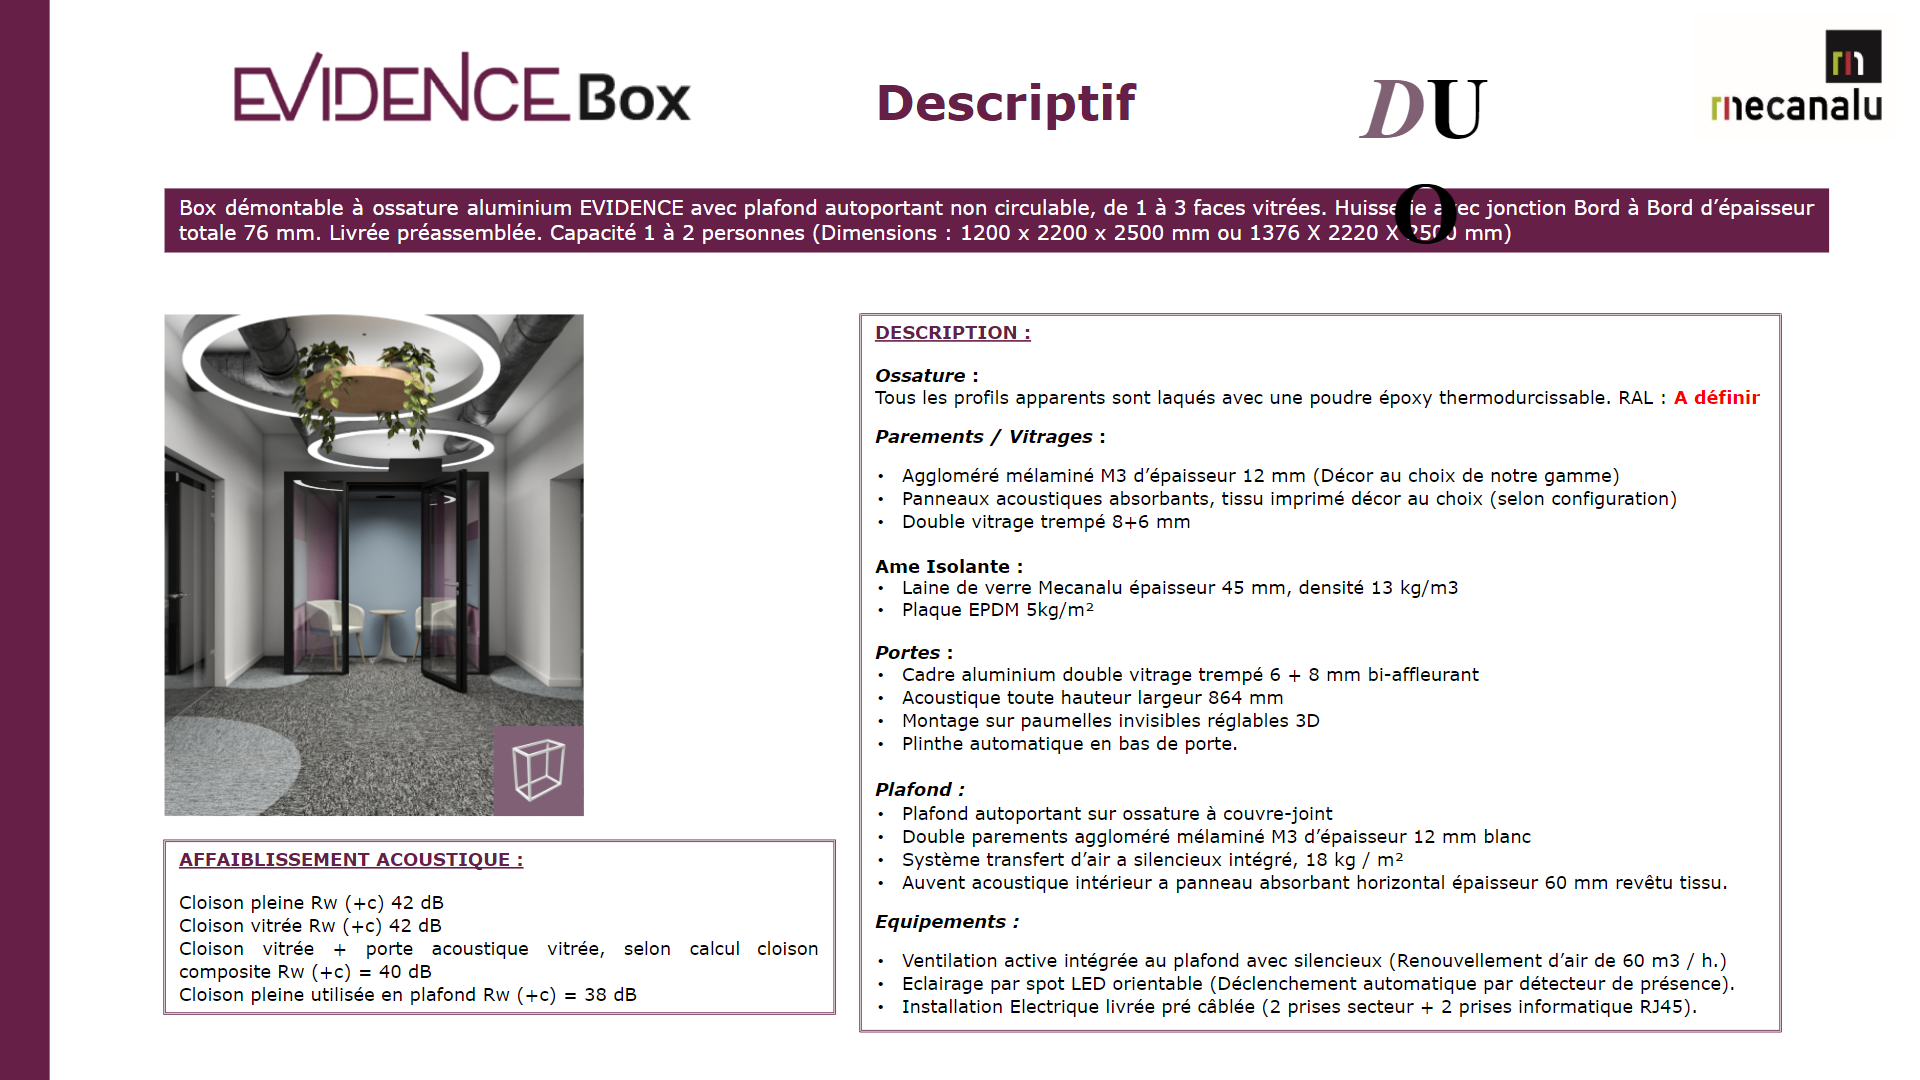 EVIDENCE Box
Descriptif
DU
O
mecanalu
Box démontable à ossature aluminium EVIDENCE avec plafond autoportant non circulable, de 1 à 3 faces vitrées. Huisserie avec jonction Bord à Bord d’épaisseur
totale 76 mm. Livrée préassemblée. Capacité 1 à 2 personnes (Dimensions : 1200 x 2200 x 2500 mm ou 1376 X 2220 X 2500 mm)
AFFAIBLISSEMENT ACOUSTIQUE :
Cloison pleine Rw (+c) 42 dB
Cloison vitrée Rw (+c) 42 dB
Cloison vitrée + porte acoustique vitrée, selon calcul cloison
composite Rw (+c) = 40 dB
Cloison pleine utilisée en plafond Rw (+c) = 38 dB
DESCRIPTION :
Ossature :
Tous les profils apparents sont laqués avec une poudre époxy thermodurcissable. RAL : A définir
Parements / Vitrages :
• Aggloméré mélaminé M3 d’épaisseur 12 mm (Décor au choix de notre gamme)
• Panneaux acoustiques absorbants, tissu imprimé décor au choix (selon configuration)
• Double vitrage trempé 8+6 mm
Ame Isolante :
• Laine de verre Mecanalu épaisseur 45 mm, densité 13 kg/m3
• Plaque EPDM 5kg/m²
Portes :
• Cadre aluminium double vitrage trempé 6 + 8 mm bi-affleurant
• Acoustique toute hauteur largeur 864 mm
• Montage sur paumelles invisibles réglables 3D
• Plinthe automatique en bas de porte.
Plafond :
• Plafond autoportant sur ossature à couvre-joint
• Double parements aggloméré mélaminé M3 d’épaisseur 12 mm blanc
• Système transfert d’air a silencieux intégré, 18 kg / m²
• Auvent acoustique intérieur a panneau absorbant horizontal épaisseur 60 mm revêtu tissu.
Equipements :
• Ventilation active intégrée au plafond avec silencieux (Renouvellement d’air de 60 m3 / h.)
• Eclairage par spot LED orientable (Déclenchement automatique par détecteur de présence).
• Installation Electrique livrée pré câblée (2 prises secteur + 2 prises informatique RJ45).